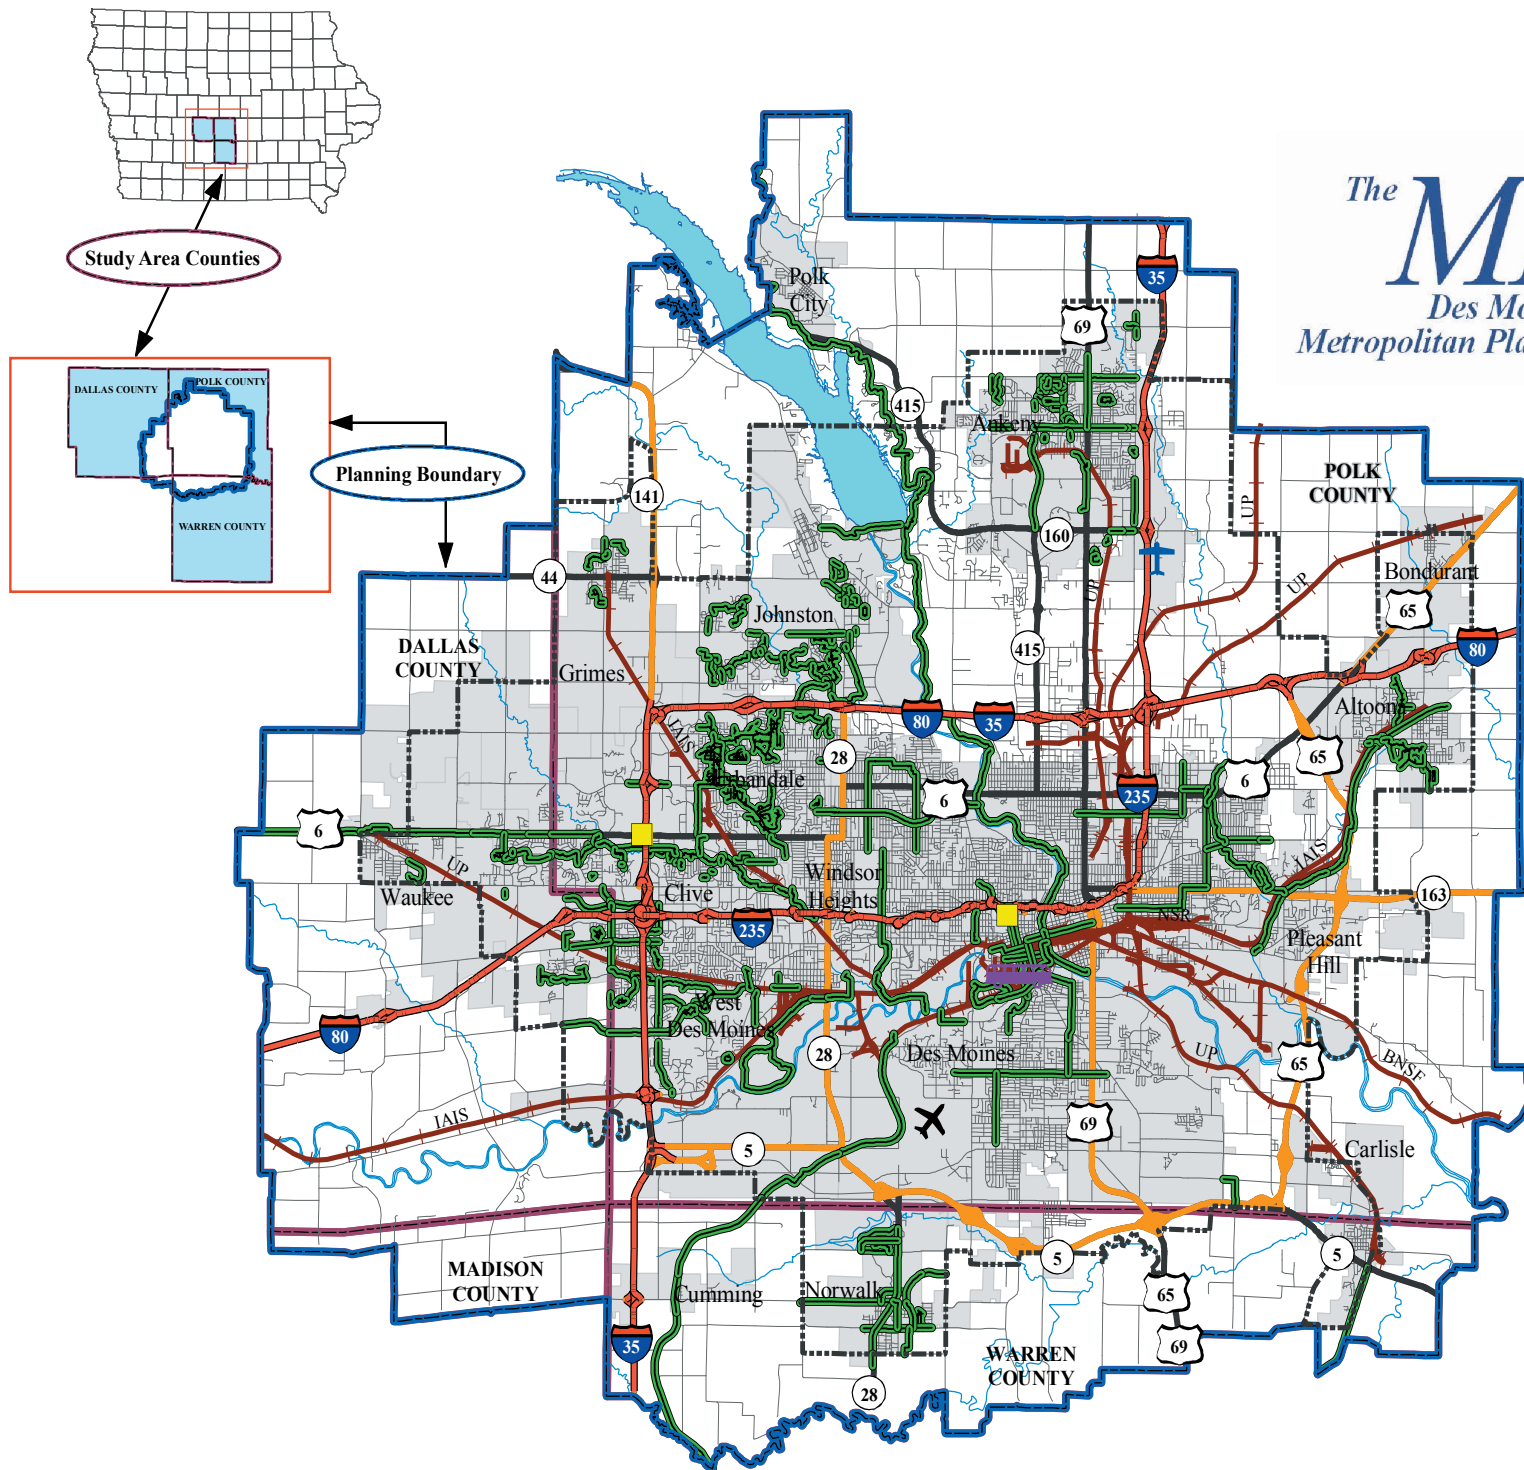 The
Des Mo
Metropolitan Pla
Study Area Counties
DALLAS COUNTY
POLK COUNTY
WARREN COUNTY
Planning Boundary
Polk
City
35
69
415
Ankeny
141
160
UP
POLK
COUNTY
44
UP
UP
Bondurant
65
Johnston
DALLAS
COUNTY
415
80
Grimes
IAIS
80
35
Altoona
28
65
Urbandale
6
6
235
6
UP
Windsor
Heights
IAIS
Waukee
Clive
163
235
NSR
Pleasant
Hill
West
Des Moines
80
28
Des Moines
UP
65
BNSF
IAIS
69
5
Carlisle
5
5
MADISON
COUNTY
Cumming
Norwalk
65
35
69
WARREN
COUNTY
28